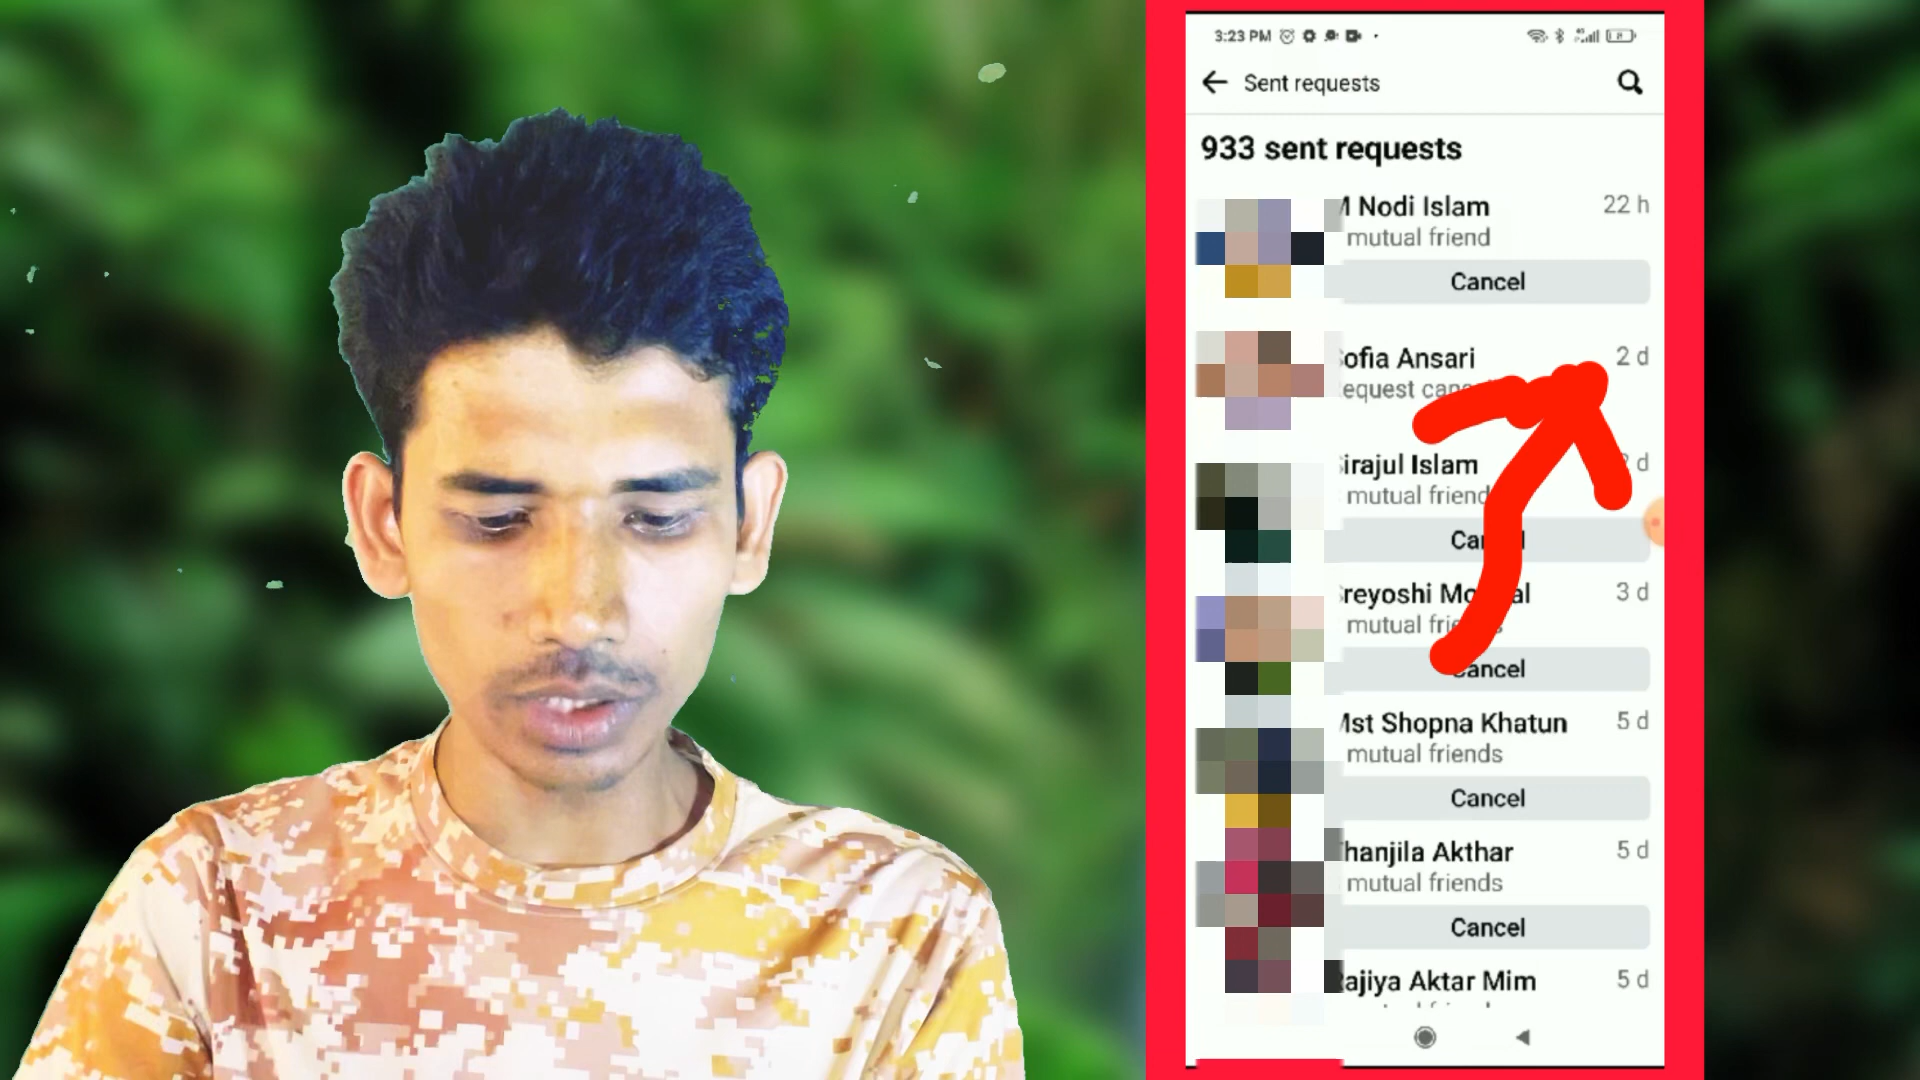 3:23 PM
Sent requests
933 sent requests
Nodi Islam
22 h
mutual friend
Cancel
ofia Ansari
2 d
equest
irajul Islam
d
mutual friend
reyoshi
3 d
mutual
Cancel
Mst Shopna Khatun
5 d
mutual friends
Cancel
hanjila Akthar
5 d
mutual friends
Cancel
ajiya Aktar Mim
5 d